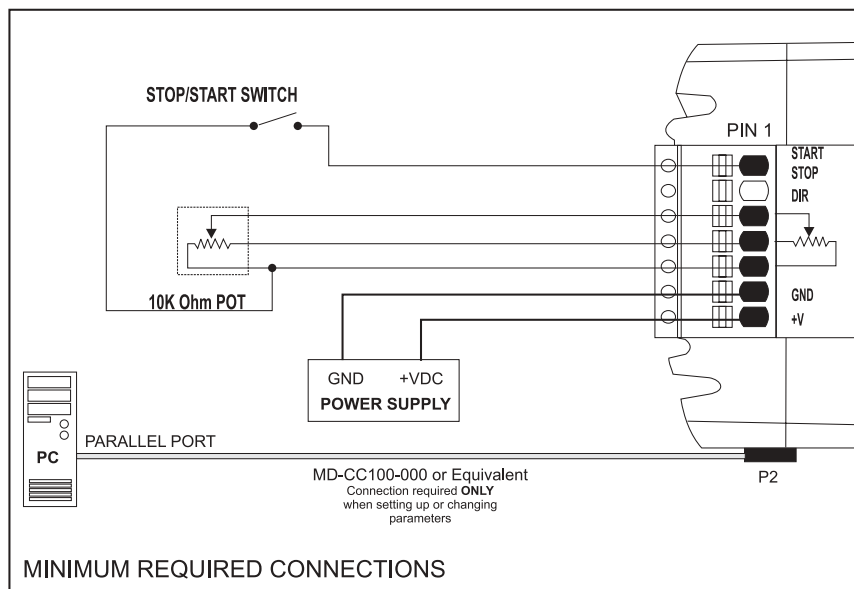 STOP/START SWITCH
PIN 1
START
STOP
DIR
10K Ohm POT
GND
+V
GND +VDC
POWER SUPPLY
PC
PARALLEL PORT
MD-CC100-000 or Equivalent
Connection required ONLY
when setting up or changing
parameters
P2
MINIMUM REQUIRED CONNECTIONS